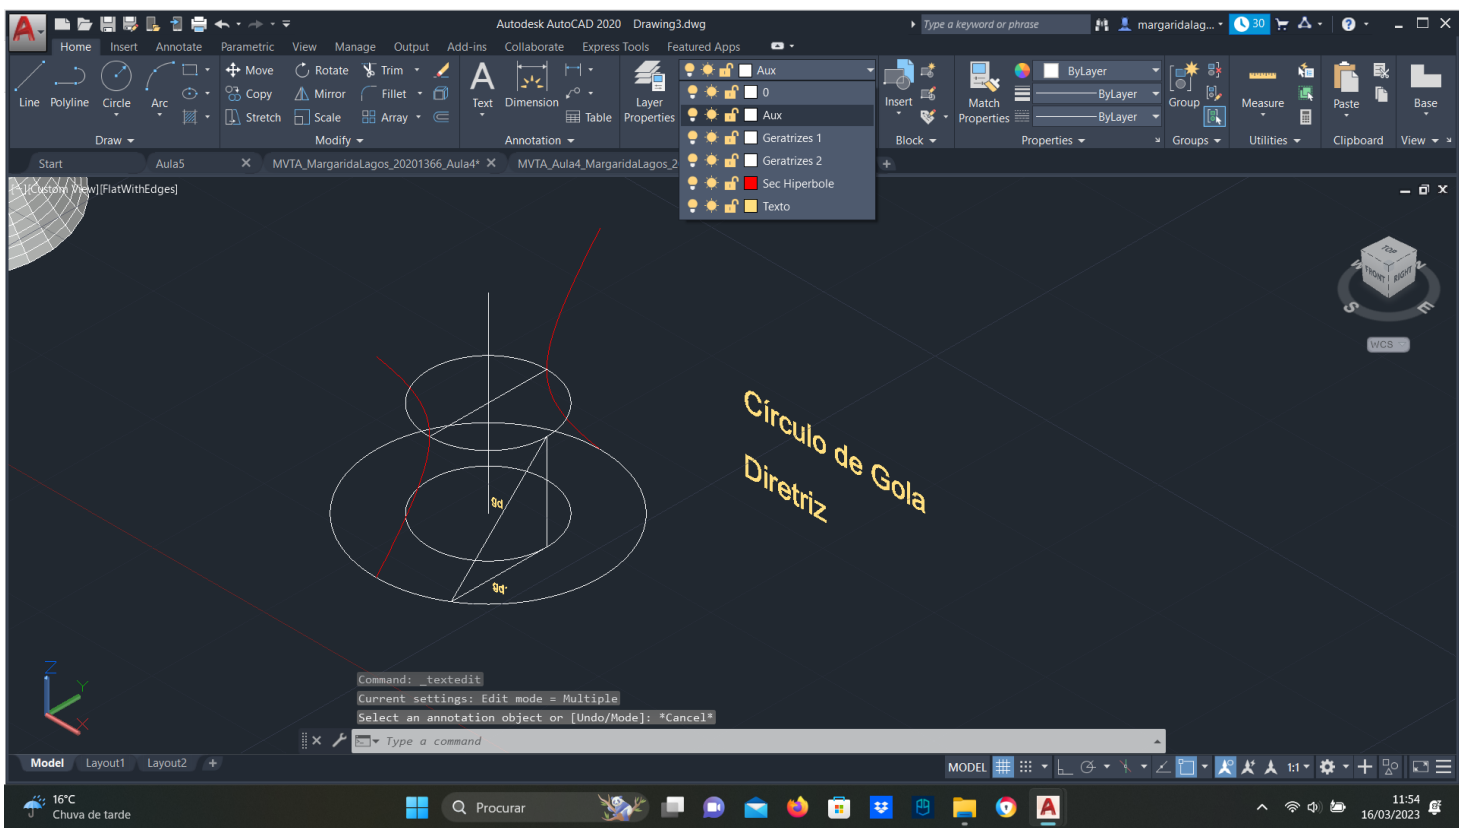 Autodesk AutoCAD 2020 Drawing3.dwg
Type a keyword or phrase
margaridalag...
30
Home Insert Annotate Parametric View Manage Output Add-ins Collaborate Express Tools Featured Apps
Move Rotate Trim
Copy Mirror Fillet
Stretch Scale Array
Line Polyline Circle Arc
Text Dimension
Table
Layer
Properties
Aux
Insert
Match
Properties
ByLayer
ByLayer
ByLayer
Group
Measure
Paste
Base
Draw Modify Annotation Block Properties Groups Utilities Clipboard View
0
Aux
Geratrizes 1
Geratrizes 2
Sec Hiperbole
Texto
Start Aula5 MVTA_MargaridaLagos_20201366_Aula4* MVTA_Aula4_MargaridaLagos_2
[-][Custom View][FlatWithEdges]
TOP
FRONT RIGHT
W N
S E
WCS
Círculo de Gola
Diretriz
Z
Y
X
Command: _textedit
Current settings: Edit mode = Multiple
Select an annotation object or [Undo/Mode]: *Cancel*
Type a command
Model Layout1 Layout2 +
MODEL
1:1
16°C
Chuva de tarde
Procurar
11:54
16/03/2023